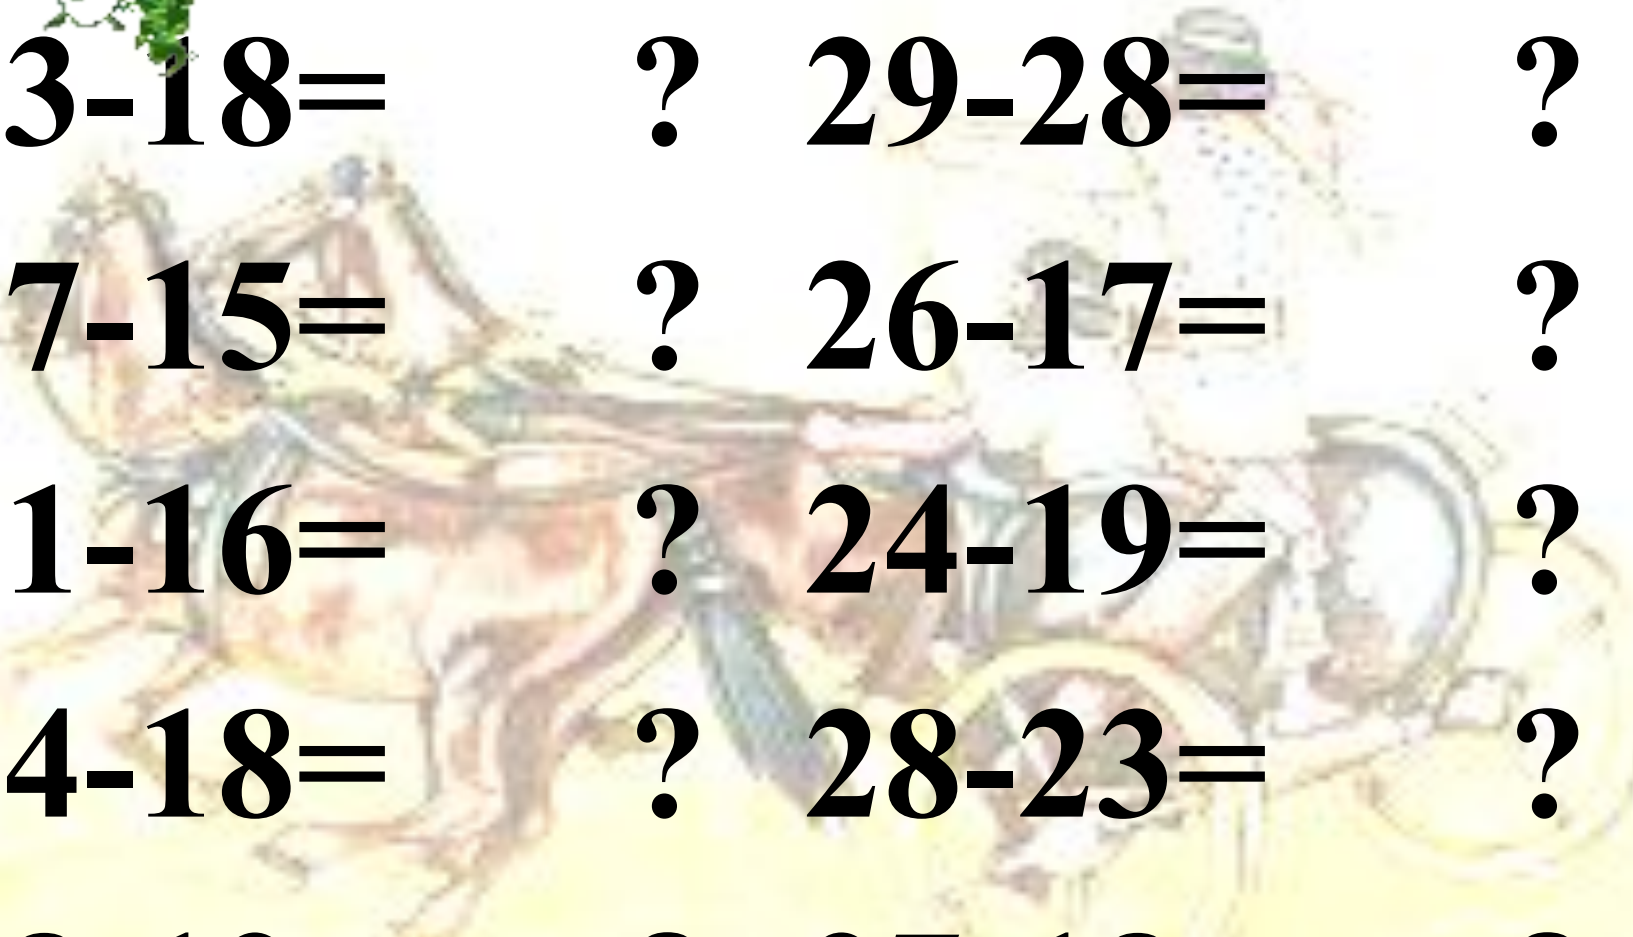 3-18= ? 29-28= ?
7-15= ? 26-17= ?
1-16= ? 24-19= ?
4-18= ? 28-23= ?